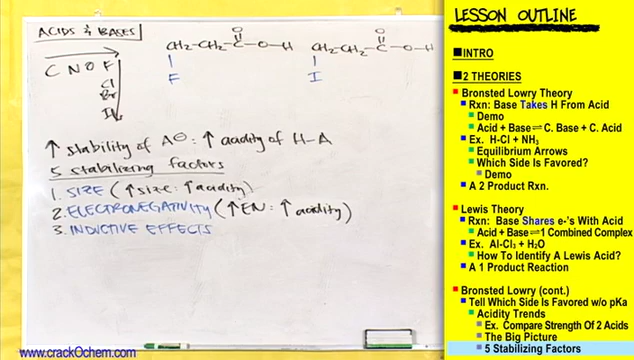 ACIDS & BASES
C N O F
Cl
Br
I
O
CH2-CH2-C-O-H
F
O
CH2-CH2-C-O-H
I
↑ stability of A⊖ : ↑ acidity of H-A
5 stabilizing factors
1. SIZE (↑size : ↑ acidity)
2. ELECTRONEGATIVITY (↑ EN : ↑ acidity)
3. INDUCTIVE EFFECTS
www.crackOchem.com
LESSON OUTLINE
INTRO
2 THEORIES
Bronsted Lowry Theory
Rxn: Base Takes H From Acid
Demo
Acid + Base ⇌ C. Base + C. Acid
Ex. H-Cl + NH3
Equilibrium Arrows
Which Side Is Favored?
Demo
A 2 Product Rxn.
Lewis Theory
Rxn: Base Shares e-'s With Acid
Acid + Base ⇌ 1 Combined Complex
Ex. Al-Cl3 + H2O
How To Identify A Lewis Acid?
A 1 Product Reaction
Bronsted Lowry (cont.)
Tell Which Side Is Favored w/o pKa
Acidity Trends
Ex. Compare Strength Of 2 Acids
The Big Picture
5 Stabilizing Factors